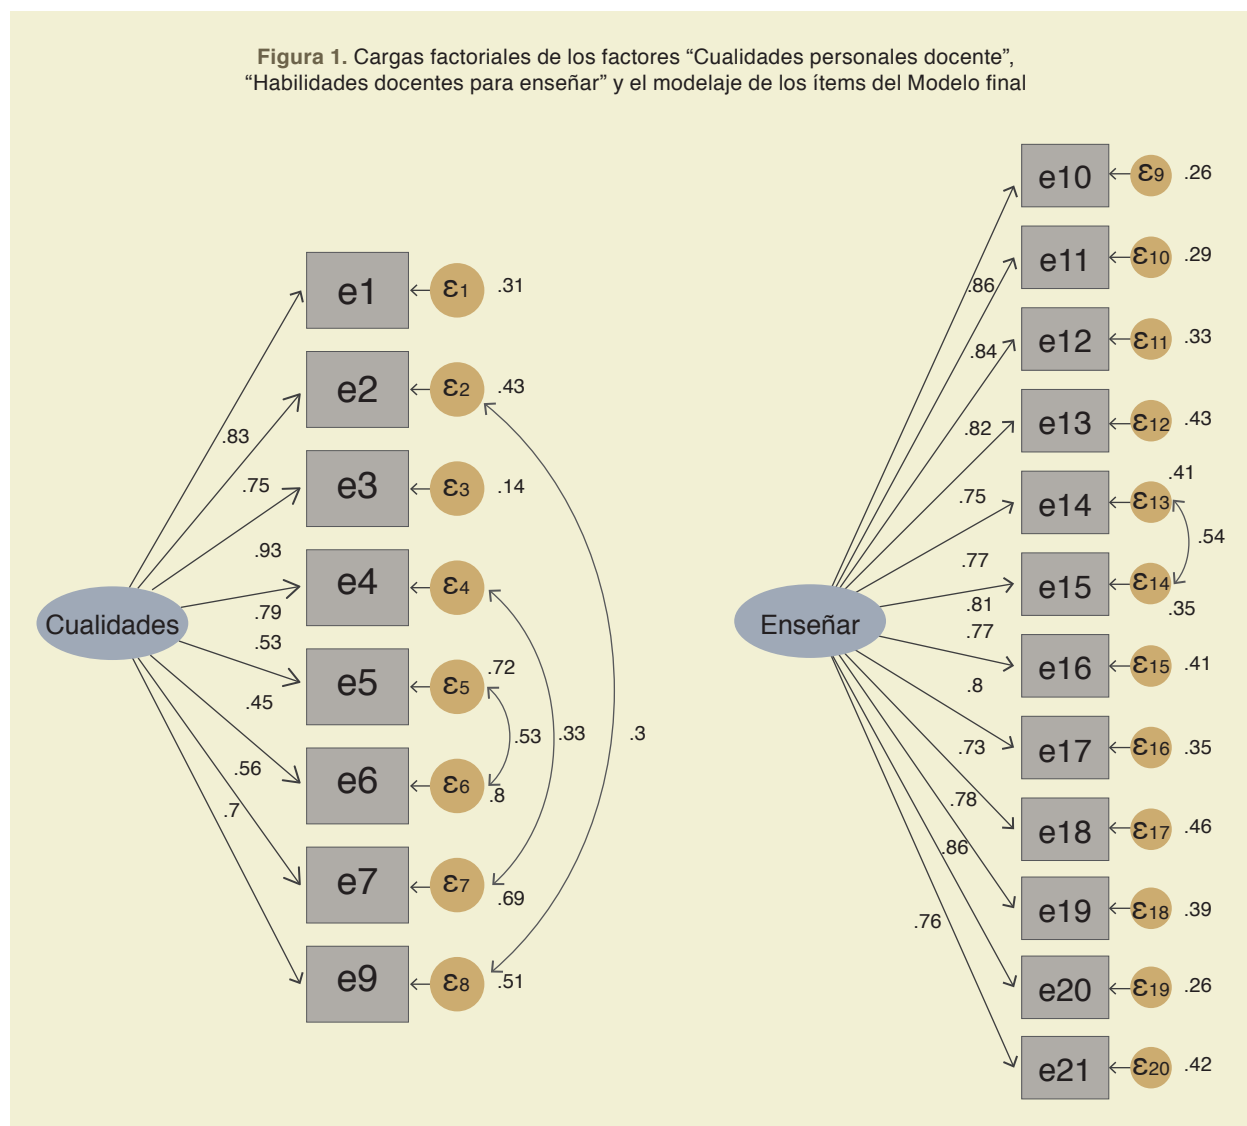 Figura 1. Cargas factoriales de los factores “Cualidades personales docente”,
“Habilidades docentes para enseñar” y el modelaje de los ítems del Modelo final
Cualidades
.83
.75
.93
.79
.53
.45
.56
.7
e1
ε1
.31
e2
ε2
.43
e3
ε3
.14
e4
ε4
e5
ε5
.72
e6
ε6
.8
e7
ε7
.69
e9
ε8
.51
.53
.33
.3
Enseñar
.86
.84
.82
.75
.77
.81
.77
.8
.73
.78
.86
.76
e10
ε9
.26
e11
ε10
.29
e12
ε11
.33
e13
ε12
.43
e14
ε13
.41
e15
ε14
.35
.54
e16
ε15
.41
e17
ε16
.35
e18
ε17
.46
e19
ε18
.39
e20
ε19
.26
e21
ε20
.42